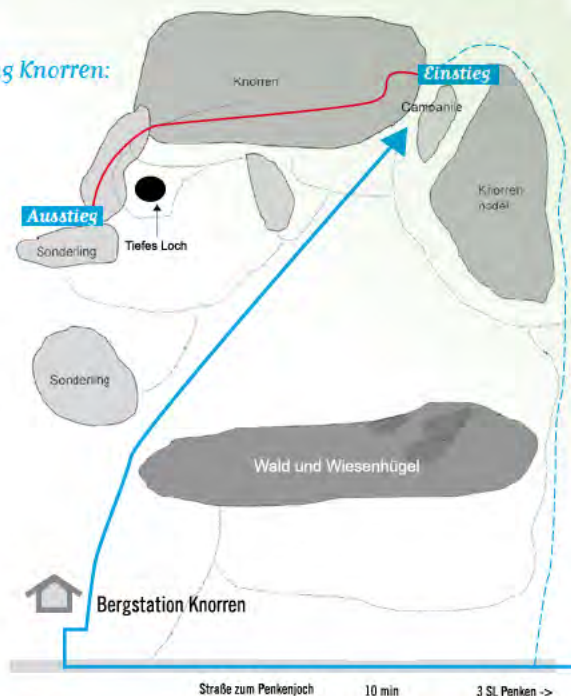 g Knorren:
Knorren
Einstieg
Campanile
Knorren
nadel
Ausstieg
Tiefes Loch
Sonderling
Sonderling
Wald und Wiesenhügel
Bergstation Knorren
Straße zum Penkenjoch 10 min 3 SL Penken ->